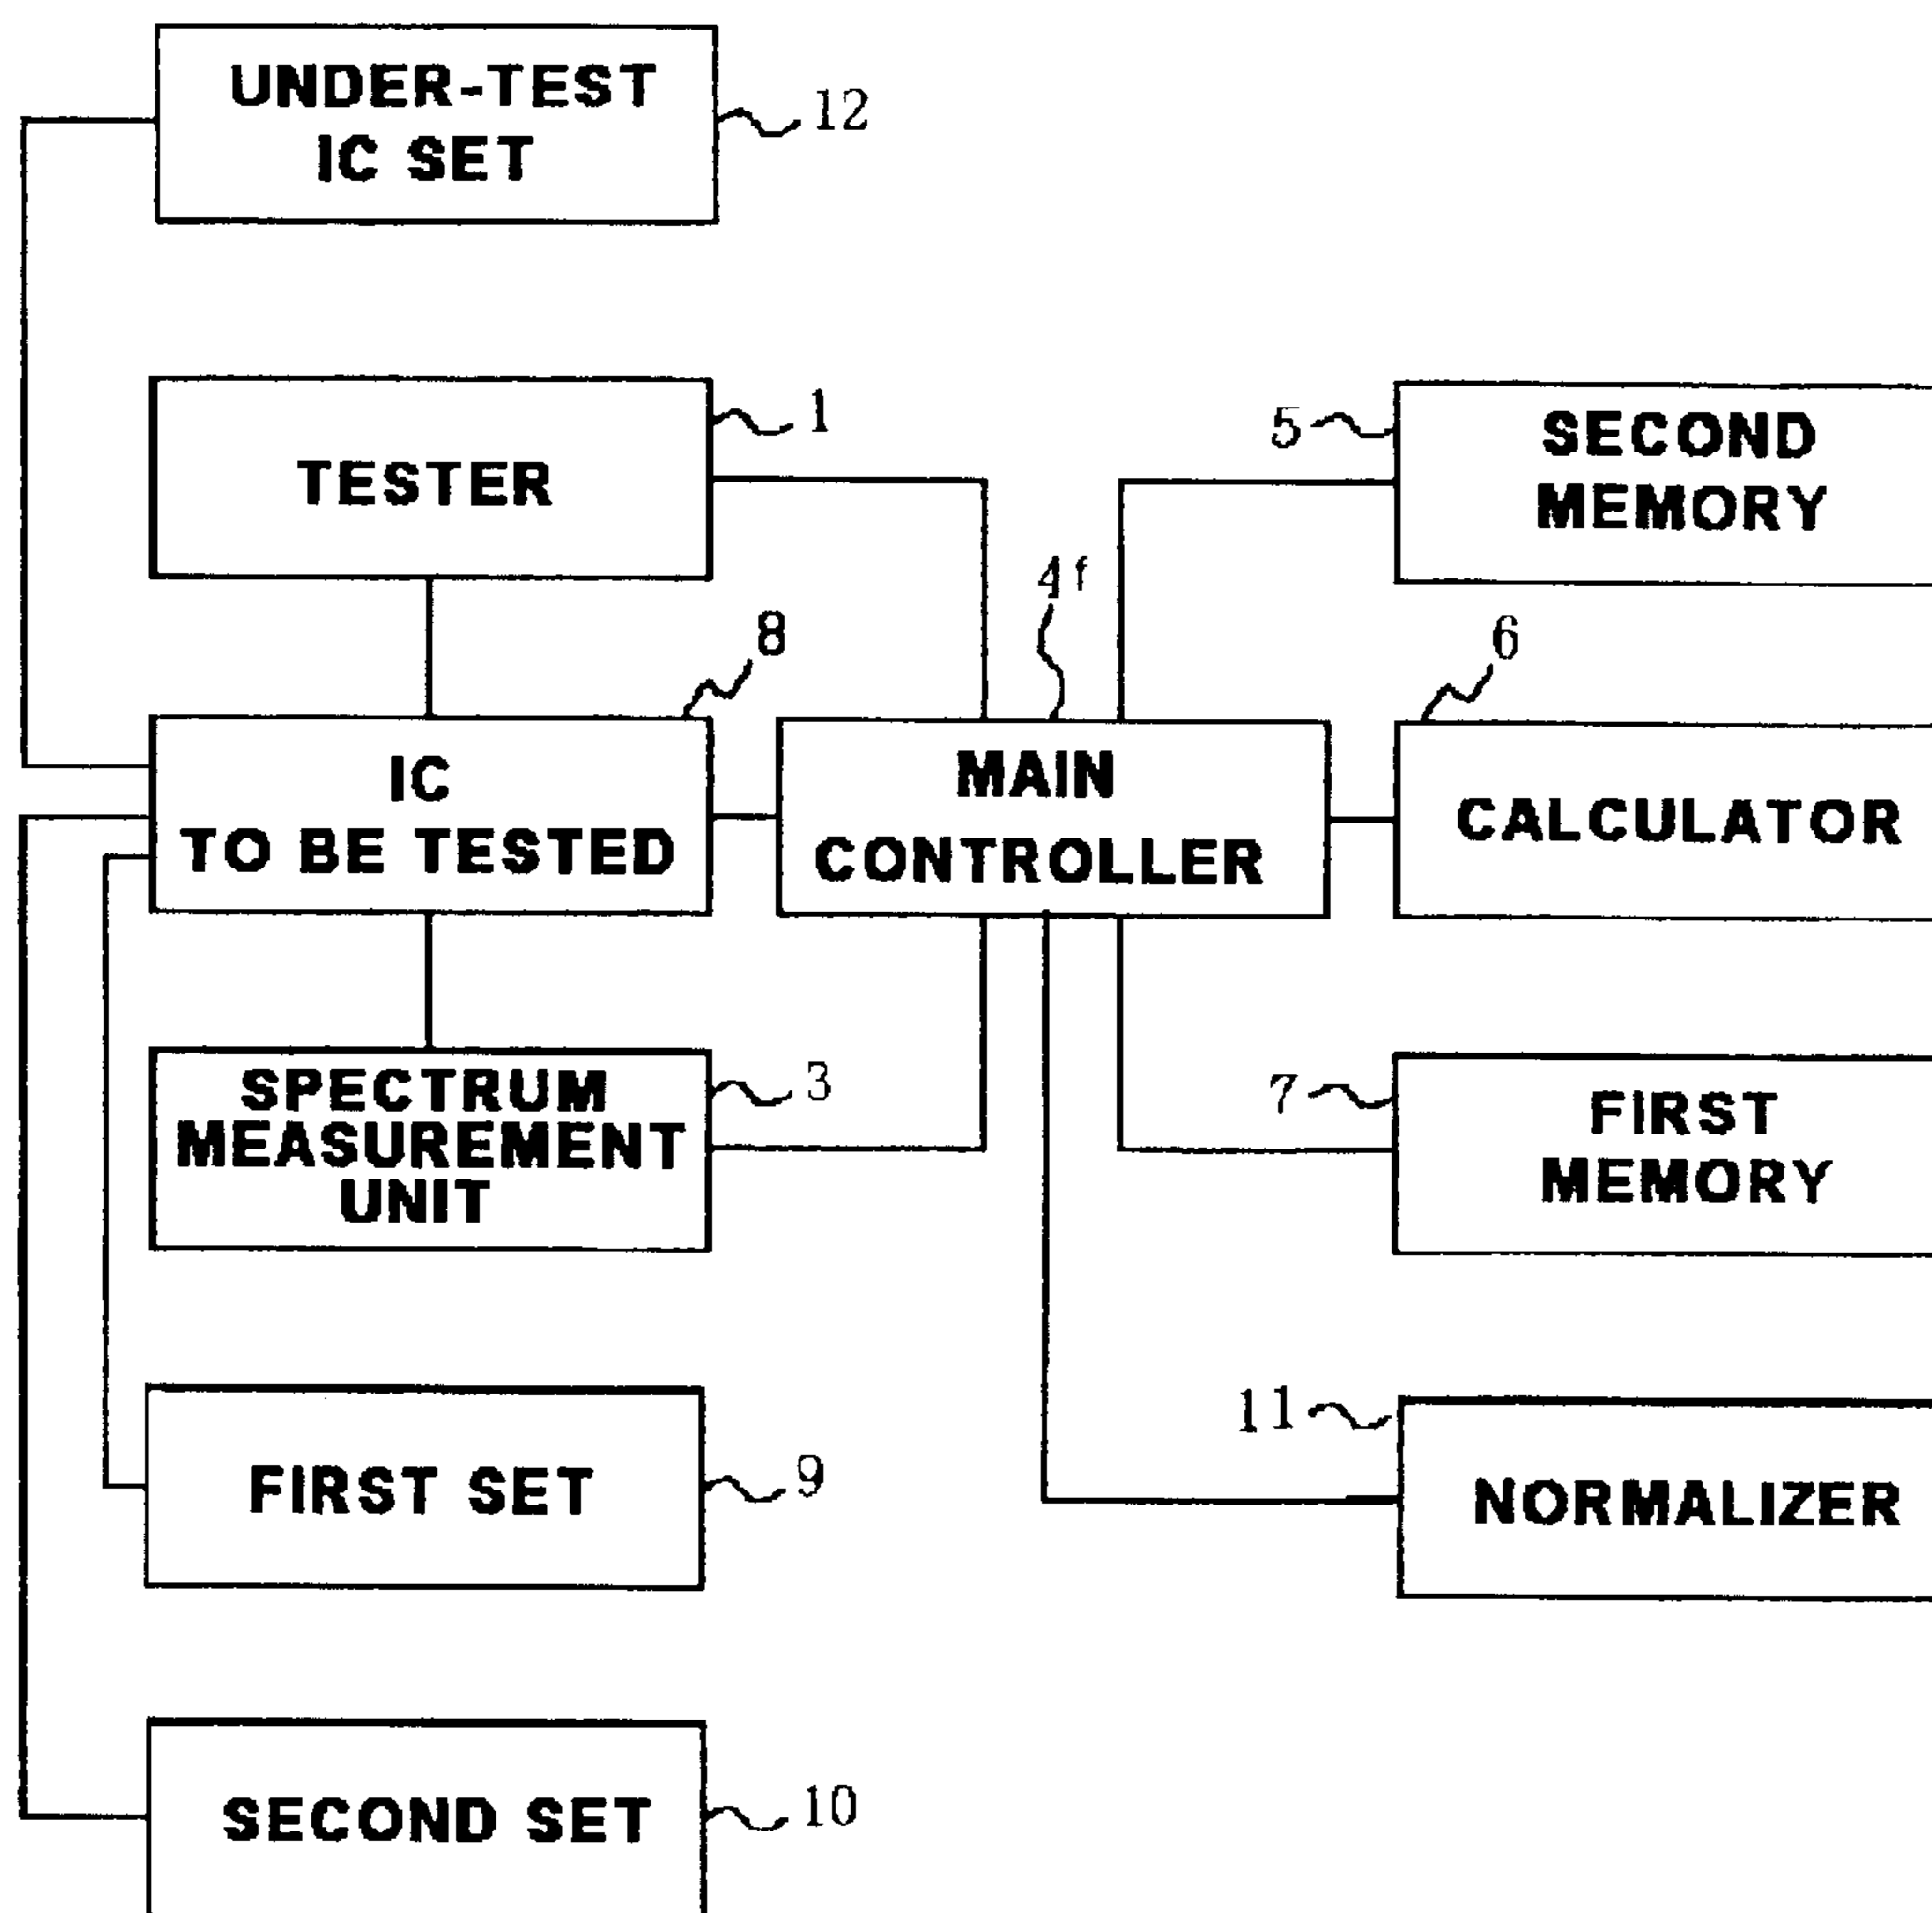 UNDER-TEST
IC SET
12
TESTER
1
5
SECOND
MEMORY
4f
8
6
IC
TO BE TESTED
MAIN
CONTROLLER
CALCULATOR
SPECTRUM
MEASUREMENT
UNIT
3
7
FIRST
MEMORY
FIRST SET
9
11
NORMALIZER
SECOND SET
10